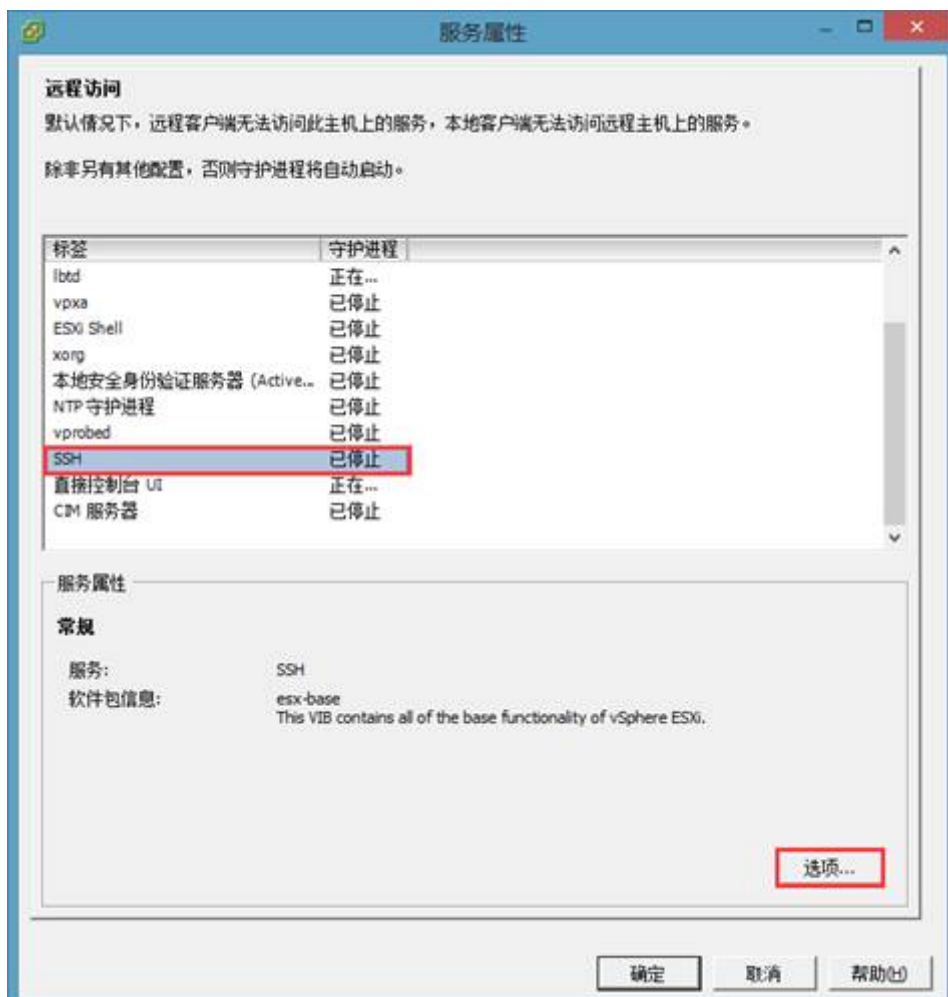 服务属性
远程访问
默认情况下，远程客户端无法访问此主机上的服务，本地客户端无法访问远程主机上的服务。
除非另有其他配置，否则守护进程将自动启动。
标签 守护进程
lbtd 正在...
vpxa 已停止
ESXi Shell 已停止
xorg 已停止
本地安全身份验证服务器 (Active... 已停止
NTP 守护进程 已停止
vprobed 已停止
SSH 已停止
直接控制台 UI 正在...
CIM 服务器 已停止
服务属性
常规
服务: SSH
软件包信息: esx-base
This VIB contains all of the base functionality of vSphere ESXi.
选项...
确定 取消 帮助(H)